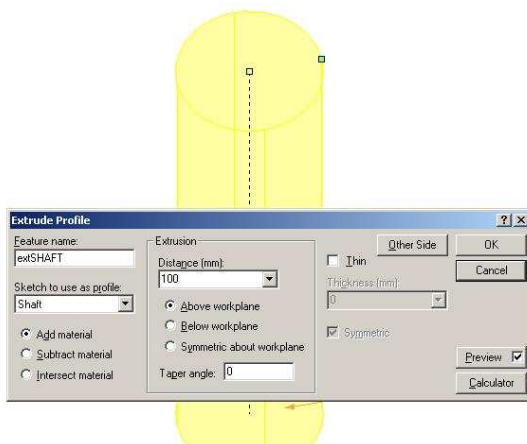 Extrude Profile
Feature name:
extSHAFT
Sketch to use as profile:
Shaft
Add material
Subtract material
Intersect material
Extrusion
Distance (mm):
100
Above workplane
Below workplane
Symmetric about workplane
Taper angle: 0
Other Side
Thin
Thickness (mm):
0
Symmetric
OK
Cancel
Preview
Calculator